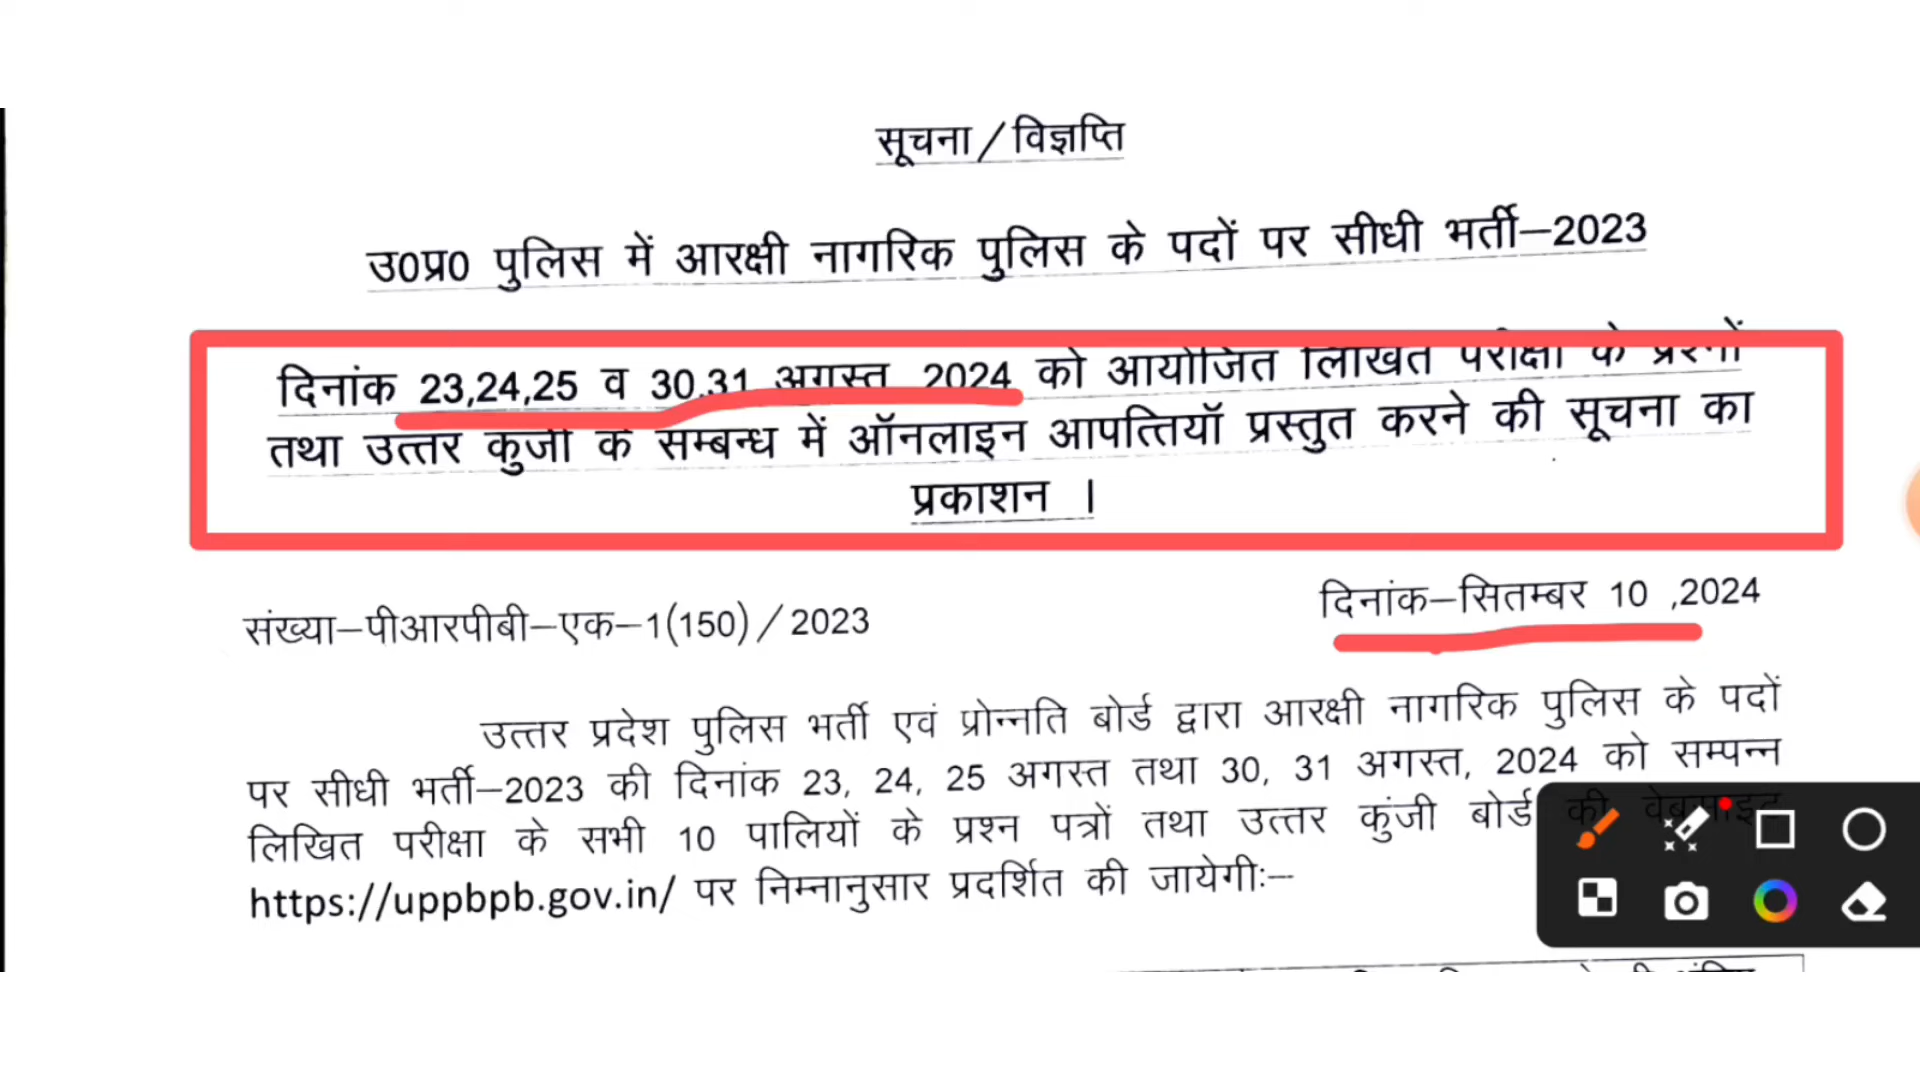 सूचना/विज्ञप्ति
उ0प्र0 पुलिस में आरक्षी नागरिक पुलिस के पदों पर सीधी भर्ती–2023
दिनांक 23,24,25 व 30,31 अगस्त 2024 को आयोजित लिखित परीक्षा के प्रश्नों
तथा उत्तर कुंजी के सम्बन्ध में ऑनलाइन आपत्तियॉ प्रस्तुत करने की सूचना का
प्रकाशन ।
संख्या–पीआरपीबी–एक–1(150)/2023
दिनांक–सितम्बर 10 ,2024
उत्तर प्रदेश पुलिस भर्ती एवं प्रोन्नति बोर्ड द्वारा आरक्षी नागरिक पुलिस के पदों
पर सीधी भर्ती–2023 की दिनांक 23, 24, 25 अगस्त तथा 30, 31 अगस्त, 2024 को सम्पन्न
लिखित परीक्षा के सभी 10 पालियों के प्रश्न पत्रों तथा उत्तर कुंजी बोर्ड की वेबसाइट
https://uppbpb.gov.in/ पर निम्नानुसार प्रदर्शित की जायेगीः–